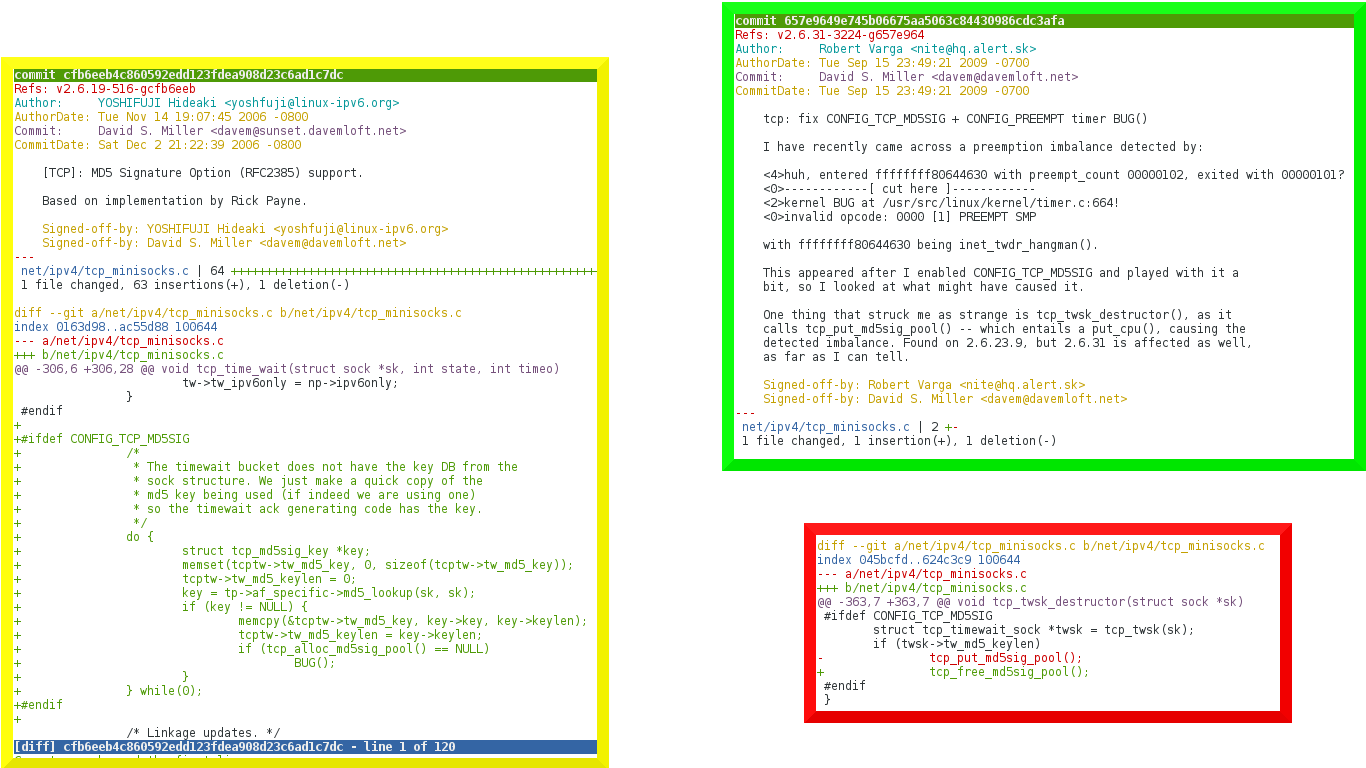 commit cfb6eeb4c860592edd123fdea908d23c6ad1c7dc
Refs: v2.6.19-516-gcfb6eeb
Author:     YOSHIFUJI Hideaki <yoshfuji@linux-ipv6.org>
AuthorDate: Tue Nov 14 19:07:45 2006 -0800
Commit:     David S. Miller <davem@sunset.davemloft.net>
CommitDate: Sat Dec 2 21:22:39 2006 -0800
    [TCP]: MD5 Signature Option (RFC2385) support.
    Based on implementation by Rick Payne.
    Signed-off-by: YOSHIFUJI Hideaki <yoshfuji@linux-ipv6.org>
    Signed-off-by: David S. Miller <davem@davemloft.net>
---
 net/ipv4/tcp_minisocks.c | 64 ++++++++++++++++++++++++++++++++++++++++++++++++++++
 1 file changed, 63 insertions(+), 1 deletion(-)
diff --git a/net/ipv4/tcp_minisocks.c b/net/ipv4/tcp_minisocks.c
index 0163d98..ac55d88 100644
--- a/net/ipv4/tcp_minisocks.c
+++ b/net/ipv4/tcp_minisocks.c
@@ -306,6 +306,28 @@ void tcp_time_wait(struct sock *sk, int state, int timeo)
                        tw->tw_ipv6only = np->ipv6only;
                }
 #endif
+
+#ifdef CONFIG_TCP_MD5SIG
+               /*
+                * The timewait bucket does not have the key DB from the
+                * sock structure. We just make a quick copy of the
+                * md5 key being used (if indeed we are using one)
+                * so the timewait ack generating code has the key.
+                */
+               do {
+                       struct tcp_md5sig_key *key;
+                       memset(tcptw->tw_md5_key, 0, sizeof(tcptw->tw_md5_key));
+                       tcptw->tw_md5_keylen = 0;
+                       key = tp->af_specific->md5_lookup(sk, sk);
+                       if (key != NULL) {
+                               memcpy(&tcptw->tw_md5_key, key->key, key->keylen);
+                               tcptw->tw_md5_keylen = key->keylen;
+                               if (tcp_alloc_md5sig_pool() == NULL)
+                                       BUG();
+                       }
+               } while(0);
+#endif
+
                /* Linkage updates. */
[diff] cfb6eeb4c860592edd123fdea908d23c6ad1c7dc - line 1 of 120
commit 657e9649e745b06675aa5063c84430986cdc3afa
Refs: v2.6.31-3224-g657e964
Author:     Robert Varga <nite@hq.alert.sk>
AuthorDate: Tue Sep 15 23:49:21 2009 -0700
Commit:     David S. Miller <davem@davemloft.net>
CommitDate: Tue Sep 15 23:49:21 2009 -0700
    tcp: fix CONFIG_TCP_MD5SIG + CONFIG_PREEMPT timer BUG()
    I have recently came across a preemption imbalance detected by:
    <4>huh, entered ffffffff80644630 with preempt_count 00000102, exited with 00000101?
    <0>------------[ cut here ]------------
    <2>kernel BUG at /usr/src/linux/kernel/timer.c:664!
    <0>invalid opcode: 0000 [1] PREEMPT SMP
    with ffffffff80644630 being inet_twdr_hangman().
    This appeared after I enabled CONFIG_TCP_MD5SIG and played with it a
    bit, so I looked at what might have caused it.
    One thing that struck me as strange is tcp_twsk_destructor(), as it
    calls tcp_put_md5sig_pool() -- which entails a put_cpu(), causing the
    detected imbalance. Found on 2.6.23.9, but 2.6.31 is affected as well,
    as far as I can tell.
    Signed-off-by: Robert Varga <nite@hq.alert.sk>
    Signed-off-by: David S. Miller <davem@davemloft.net>
---
 net/ipv4/tcp_minisocks.c | 2 +-
 1 file changed, 1 insertion(+), 1 deletion(-)
diff --git a/net/ipv4/tcp_minisocks.c b/net/ipv4/tcp_minisocks.c
index 045bcfd..624c3c9 100644
--- a/net/ipv4/tcp_minisocks.c
+++ b/net/ipv4/tcp_minisocks.c
@@ -363,7 +363,7 @@ void tcp_twsk_destructor(struct sock *sk)
 #ifdef CONFIG_TCP_MD5SIG
        struct tcp_timewait_sock *twsk = tcp_twsk(sk);
        if (twsk->tw_md5_keylen)
-               tcp_put_md5sig_pool();
+               tcp_free_md5sig_pool();
 #endif
 }